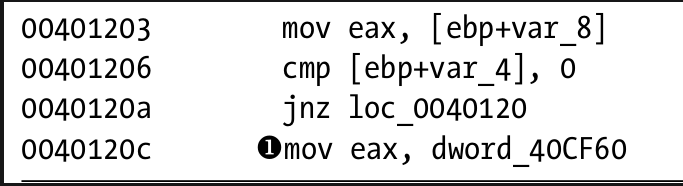 00401203 mov eax, [ebp+var_8]
00401206 cmp [ebp+var_4], 0
0040120a jnz loc_0040120
0040120c ❶mov eax, dword_40CF60